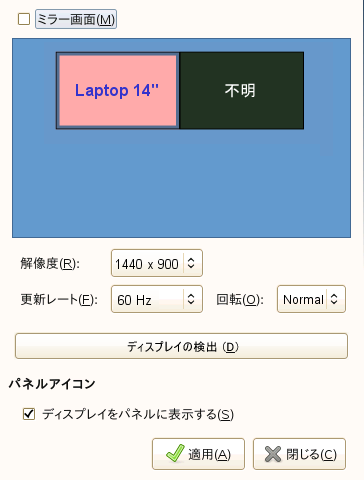 ミラー画面(M)
Laptop 14" 不明
解像度(R): 1440 x 900
更新レート(F): 60 Hz 回転(O): Normal
ディスプレイの検出 (D)
パネルアイコン
ディスプレイをパネルに表示する(S)
適用(A) 閉じる(C)